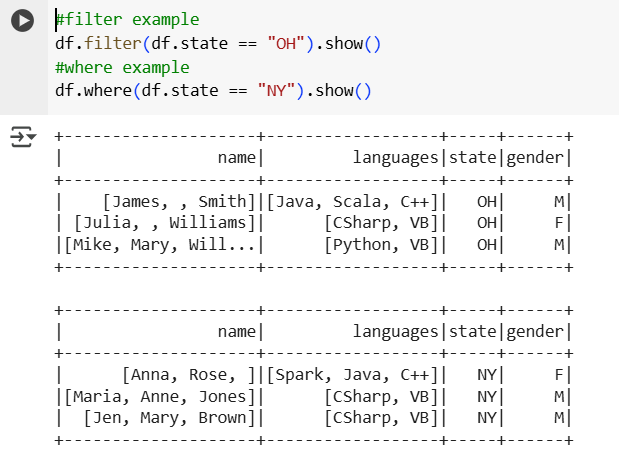 #filter example
df.filter(df.state == "OH").show()
#where example
df.where(df.state == "NY").show()
+--------------------+------------------+-----+------+
|                name|         languages|state|gender|
+--------------------+------------------+-----+------+
|    [James, , Smith]|[Java, Scala, C++]|   OH|     M|
| [Julia, , Williams]|      [CSharp, VB]|   OH|     F|
|[Mike, Mary, Will...|      [Python, VB]|   OH|     M|
+--------------------+------------------+-----+------+
+--------------------+------------------+-----+------+
|                name|         languages|state|gender|
+--------------------+------------------+-----+------+
|      [Anna, Rose, ]|[Spark, Java, C++]|   NY|     F|
|[Maria, Anne, Jones]|      [CSharp, VB]|   NY|     M|
|  [Jen, Mary, Brown]|      [CSharp, VB]|   NY|     M|
+--------------------+------------------+-----+------+